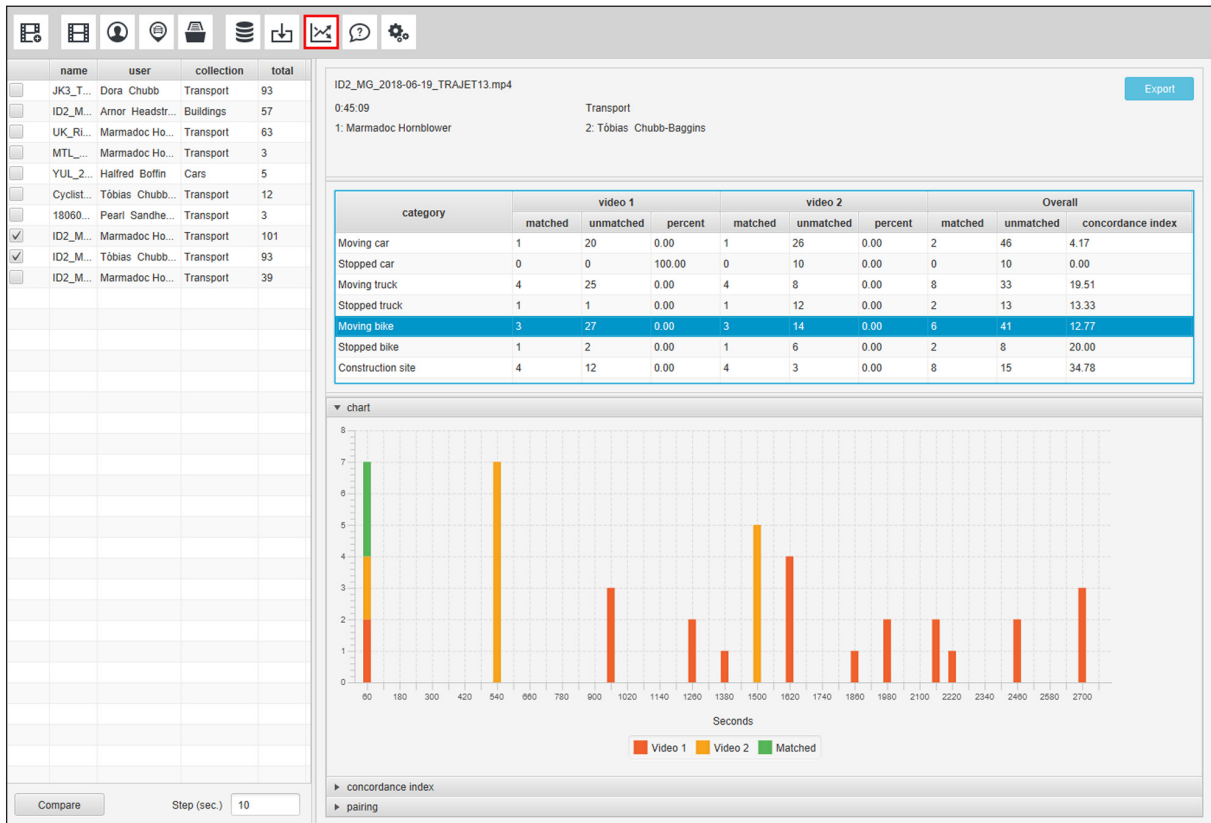 name user collection total
JK3_T... Dora Chubb Transport 93
ID2_M... Arnor Headstr... Buildings 57
UK_Ri... Marmadoc Ho... Transport 63
MTL_... Marmadoc Ho... Transport 3
YUL_2... Halfred Boffin Cars 5
Cyclist... Tôbias Chubb... Transport 12
18060... Pearl Sandhe... Transport 3
ID2_M... Marmadoc Ho... Transport 101
ID2_M... Tôbias Chubb... Transport 93
ID2_M... Marmadoc Ho... Transport 39
Compare Step (sec.) 10
ID2_MG_2018-06-19_TRAJET13.mp4
Export
0:45:09 Transport
1: Marmadoc Hornblower 2: Tôbias Chubb-Baggins
category video 1 video 2 Overall
matched unmatched percent matched unmatched percent matched unmatched concordance index
Moving car 1 20 0.00 1 26 0.00 2 46 4.17
Stopped car 0 0 100.00 0 10 0.00 0 10 0.00
Moving truck 4 25 0.00 4 8 0.00 8 33 19.51
Stopped truck 1 1 0.00 1 12 0.00 2 13 13.33
Moving bike 3 27 0.00 3 14 0.00 6 41 12.77
Stopped bike 1 2 0.00 1 6 0.00 2 8 20.00
Construction site 4 12 0.00 4 3 0.00 8 15 34.78
chart
8
7
6
5
4
3
2
1
0
60 180 300 420 540 660 780 900 1020 1140 1260 1380 1500 1620 1740 1860 1980 2100 2220 2340 2460 2580 2700
Seconds
Video 1 Video 2 Matched
concordance index
pairing